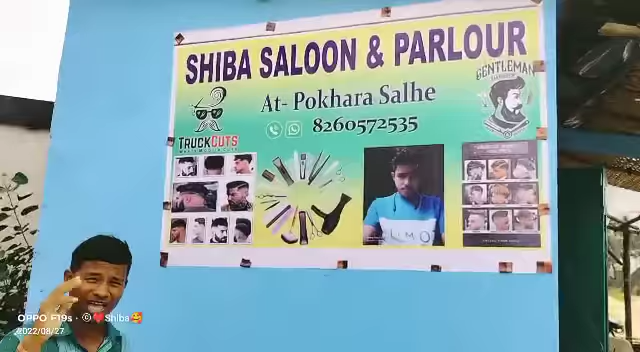 SHIBA SALOON & PARLOUR
GENTLEMAN
At- Pokhara Salhe
8260572535
TRUCKCUTS
OPPO F19s · ©❤Shiba🥰
2022/08/27